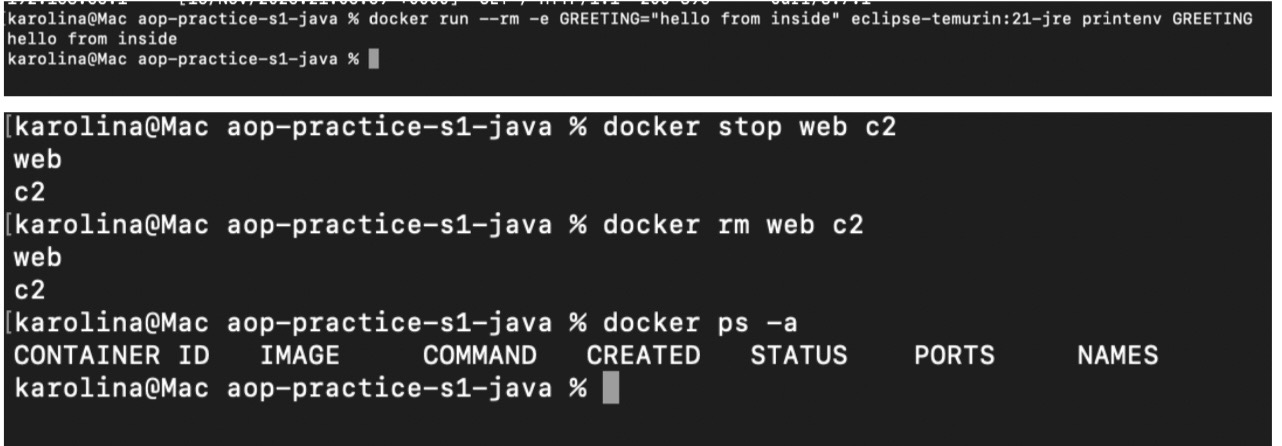 [karolina@Mac aop-practice-s1-java % docker run --rm -e GREETING="hello from inside" eclipse-temurin:21-jre printenv GREETING
hello from inside
karolina@Mac aop-practice-s1-java %
[karolina@Mac aop-practice-s1-java % docker stop web c2
web
c2
[karolina@Mac aop-practice-s1-java % docker rm web c2
web
c2
[karolina@Mac aop-practice-s1-java % docker ps -a
CONTAINER ID   IMAGE     COMMAND   CREATED   STATUS    PORTS     NAMES
karolina@Mac aop-practice-s1-java %